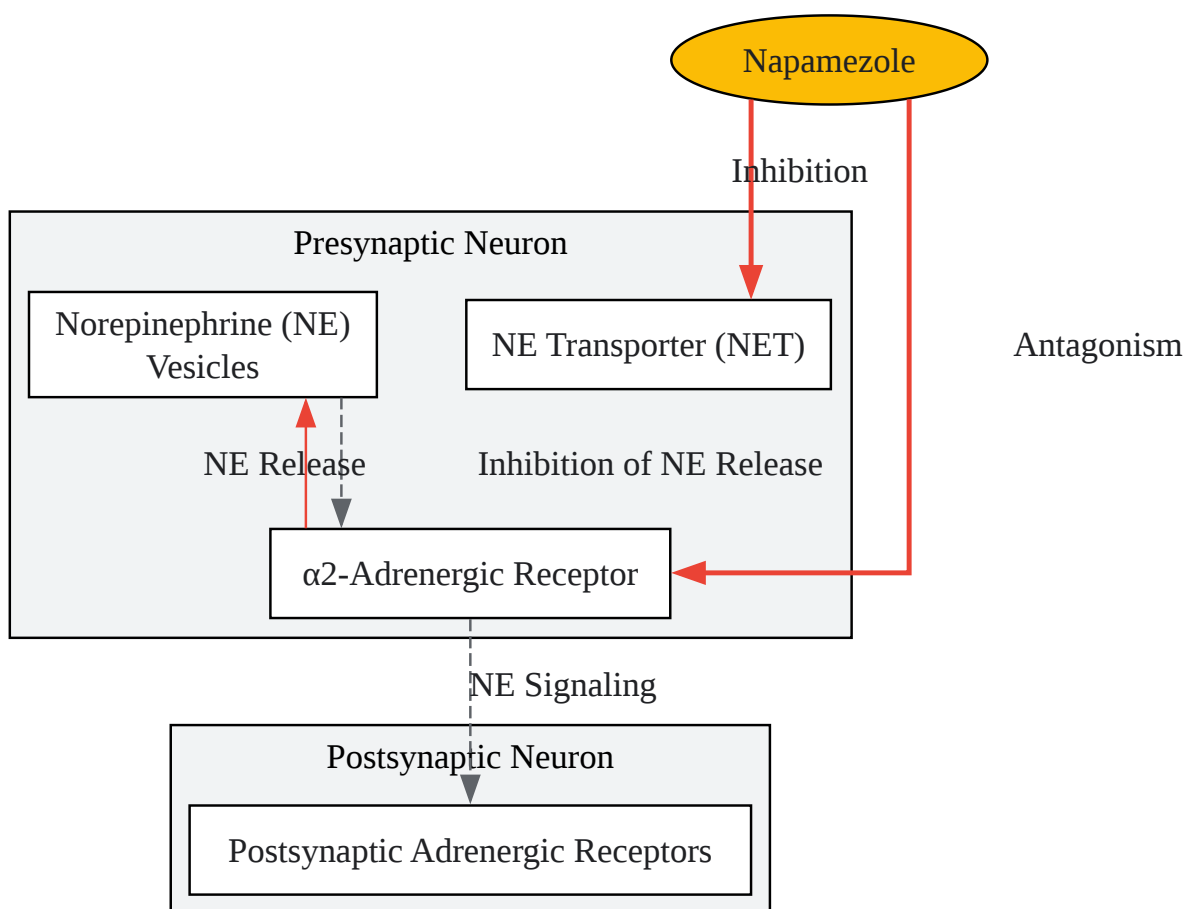 Napamezole
Inhibition
Presynaptic Neuron
Norepinephrine (NE)
Vesicles
NE Transporter (NET)
Antagonism
NE Release
Inhibition of NE Release
α2-Adrenergic Receptor
NE Signaling
Postsynaptic Neuron
Postsynaptic Adrenergic Receptors